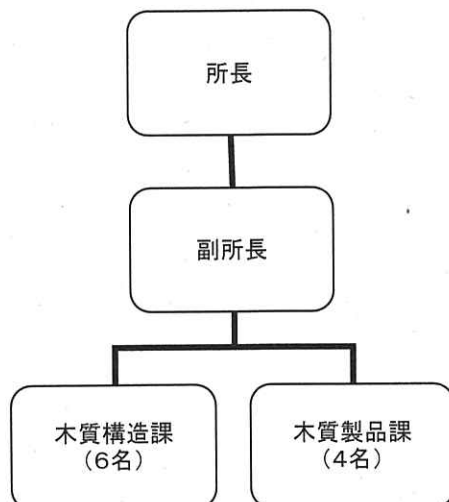 所長
副所長
木質構造課
（6名）
木質製品課
（4名）